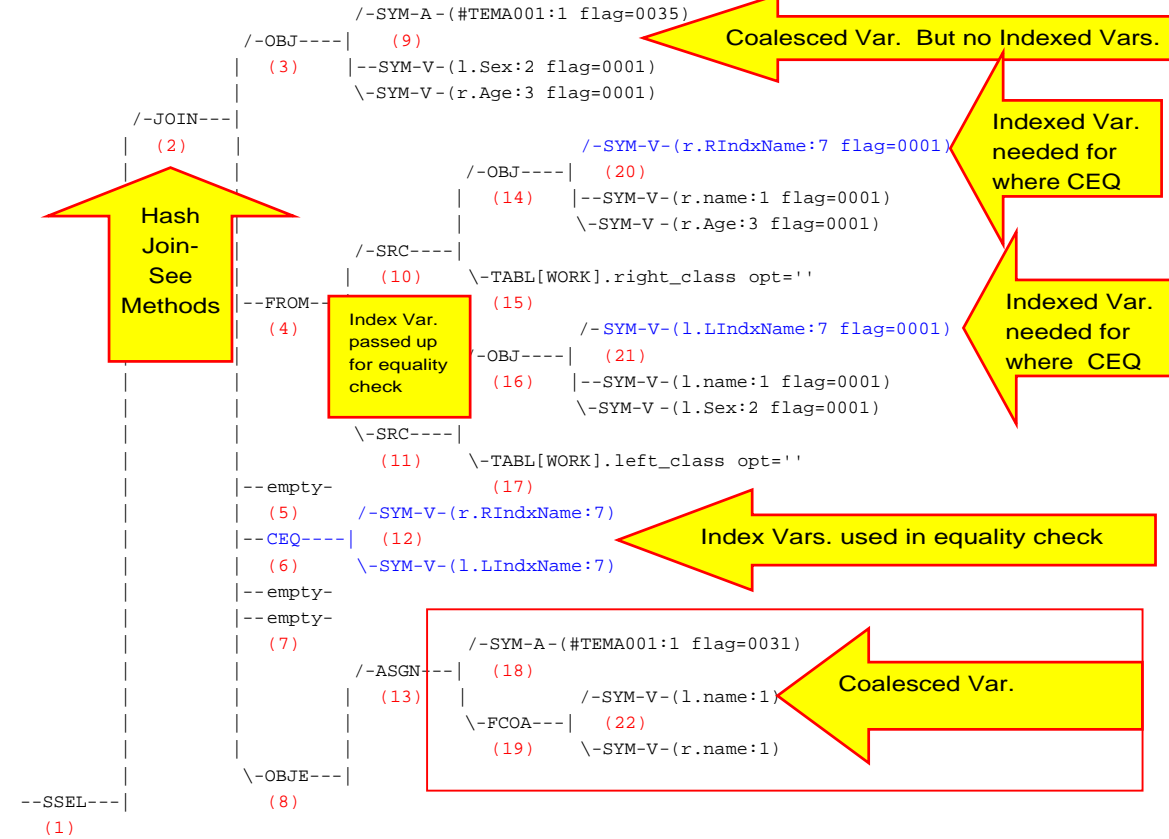 /-SYM-A-(#TEMA001:1 flag=0035)
/-OBJ----| (9) Coalesced Var. But no Indexed Vars.
| (3) |--SYM-V-(l.Sex:2 flag=0001)
| \-SYM-V-(r.Age:3 flag=0001)
/-JOIN---|
| (2) | /-SYM-V-(r.RIndxName:7 flag=0001)
Indexed Var.
needed for
where CEQ
/-OBJ----| (20)
| (14) |--SYM-V-(r.name:1 flag=0001)
| \-SYM-V-(r.Age:3 flag=0001)
Hash
Join-
See
Methods
/-SRC----|
| (10) \-TABL[WORK].right_class opt=''
|--FROM-- (15)
| (4) /-SYM-V-(l.LIndxName:7 flag=0001)
Indexed Var.
needed for
where CEQ
Index Var.
passed up
for equality
check
-OBJ----| (21)
(16) |--SYM-V-(l.name:1 flag=0001)
\-SYM-V-(l.Sex:2 flag=0001)
| | \-SRC----|
| | (11) \-TABL[WORK].left_class opt=''
| |--empty- (17)
| | (5) /-SYM-V-(r.RIndxName:7)
| |--CEQ----| (12) Index Vars. used in equality check
| | (6) \-SYM-V-(l.LIndxName:7)
| |--empty-
| |--empty-
| | (7) /-SYM-A-(#TEMA001:1 flag=0031)
| | /-ASGN---| (18)
| | | (13) | /-SYM-V-(l.name:1) Coalesced Var.
| | | \-FCOA---| (22)
| | | (19) \-SYM-V-(r.name:1)
| \-OBJE---|
--SSEL---| (8)
(1)